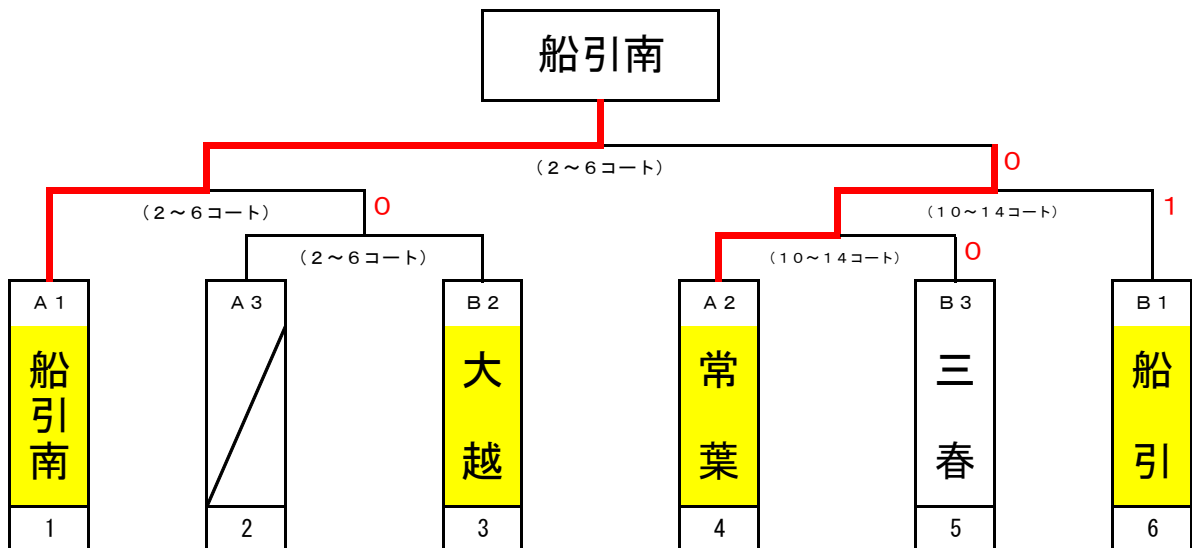 船引南
(2~6コート)
0
(2~6コート)
0
(10~14コート)
1
(2~6コート)
(10~14コート)
0
A1
A3
B2
A2
B3
B1
船引南
大越
常葉
三春
船引
1
2
3
4
5
6